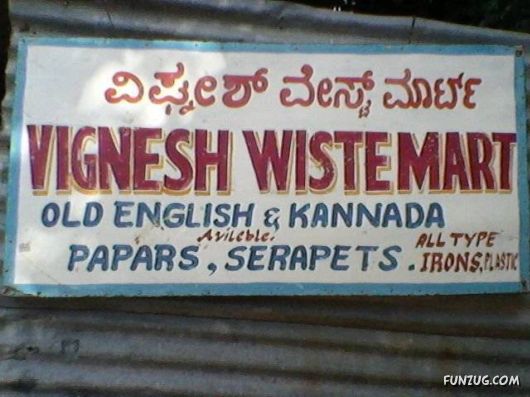 ವಿಘ್ನೇಶ್ ವೇಸ್ಟ್ ಮಾರ್ಟ್
VIGNESH WISTE MART
OLD ENGLISH & KANNADA
Avileble.
PAPARS, SERAPETS. ALL TYPE IRONS, PLASTIC
FUNZUG.COM